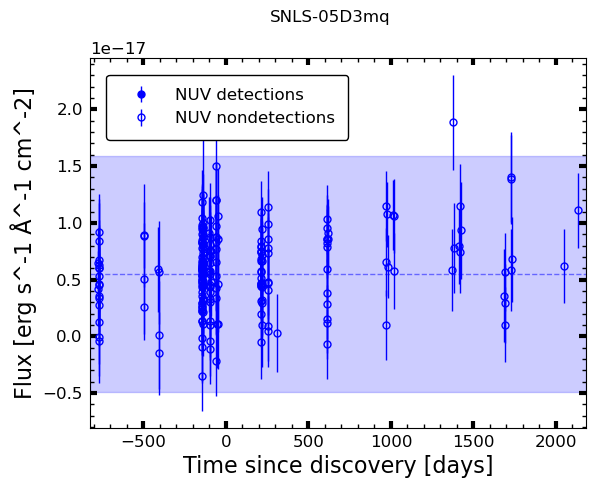 SNLS-05D3mq
1e−17
NUV detections
NUV nondetections
2.0
1.5
1.0
0.5
0.0
−0.5
Flux [erg s^-1 Å^-1 cm^-2]
−500 0 500 1000 1500 2000
Time since discovery [days]